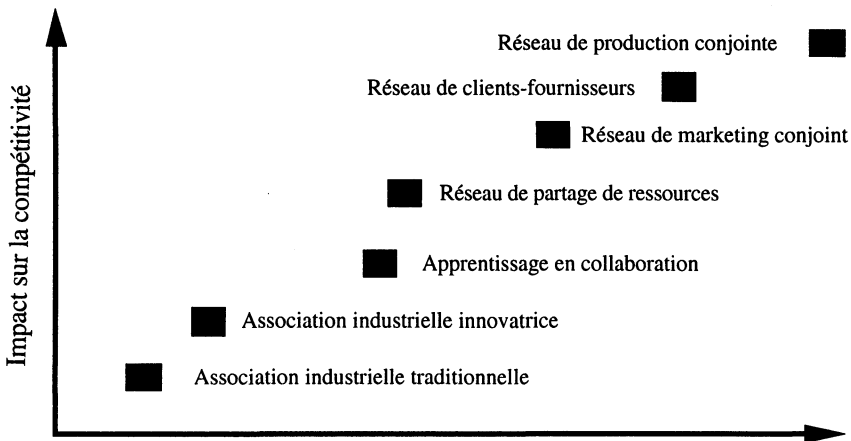 Réseau de production conjointe
Réseau de clients-fournisseurs
Réseau de marketing conjoint
Réseau de partage de ressources
Apprentissage en collaboration
Association industrielle innovatrice
Association industrielle traditionnelle
Impact sur la compétitivité